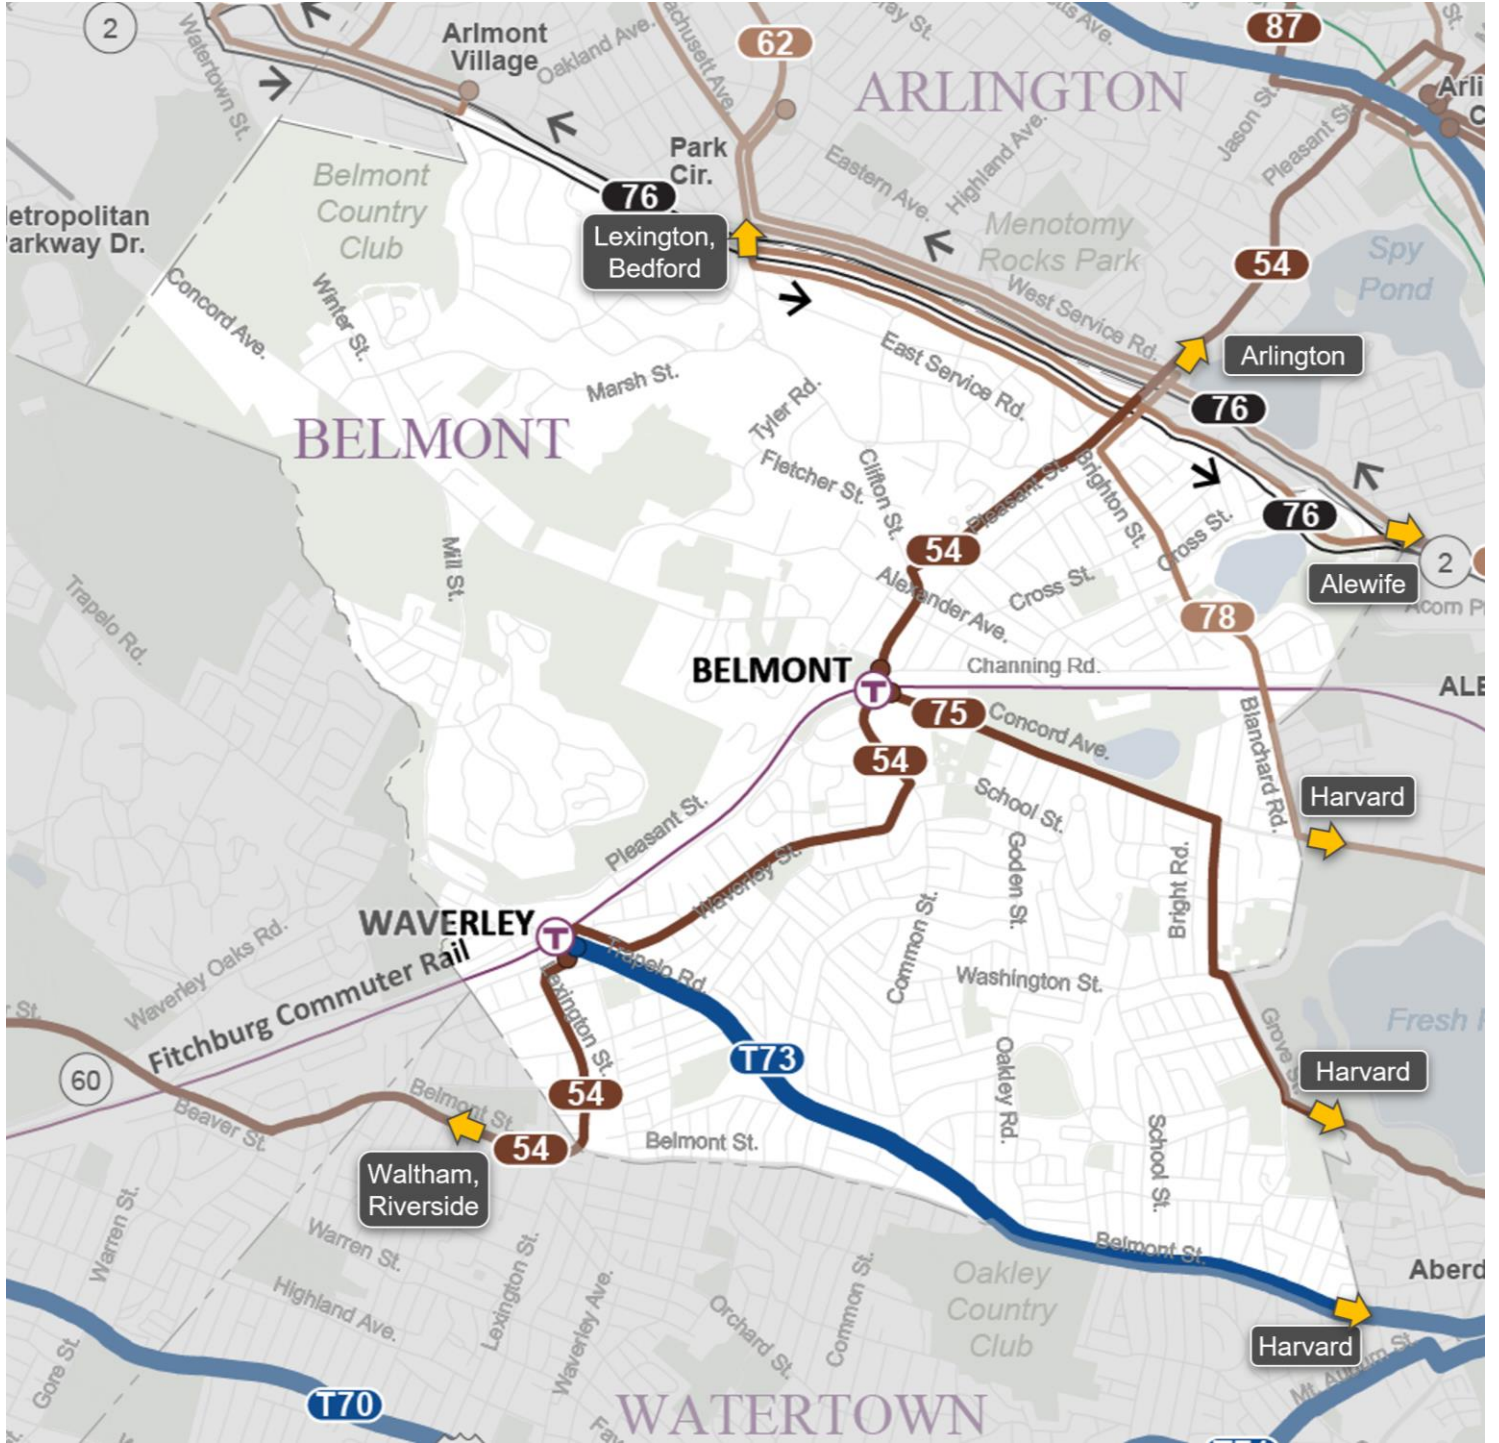 2
Watertown St.
Arlmont
Village
Oakland Ave.
62
ARLINGTON
87
Jason St.
Pleasant St.
Park
Cir.
Eastern Ave.
Highland Ave.
Belmont
Country
Club
76
Lexington,
Bedford
Menotomy
Rocks Park
54
Spy
Pond
Concord Ave.
Winter St.
West Service Rd.
Arlington
East Service Rd.
Marsh St.
Tyler Rd.
76
BELMONT
Fletcher St.
Clifton St.
Pleasant St.
Brighton St.
Cross St.
76
2
Alewife
54
Mill St.
Alexander Ave.
Cross St.
78
Trapelo Rd.
BELMONT
T
Channing Rd.
75
Concord Ave.
Blanchard Rd.
54
Pleasant St.
School St.
Harvard
Goden St.
Bright Rd.
Waverley St.
WAVERLEY
T
Common St.
Trapelo Rd.
Washington St.
Waverley Oaks Rd.
Fitchburg Commuter Rail
Lexington St.
T73
Oakley Rd.
Harvard
60
Beaver St.
Belmont St.
54
54
Belmont St.
School St.
Waltham,
Riverside
Warren St.
Warren St.
Lexington St.
Belmont St.
Highland Ave.
Waverley Ave.
Orchard St.
Common St.
Oakley
Country
Club
Harvard
Mt. Auburn St.
Gore St.
T70
WATERTOWN